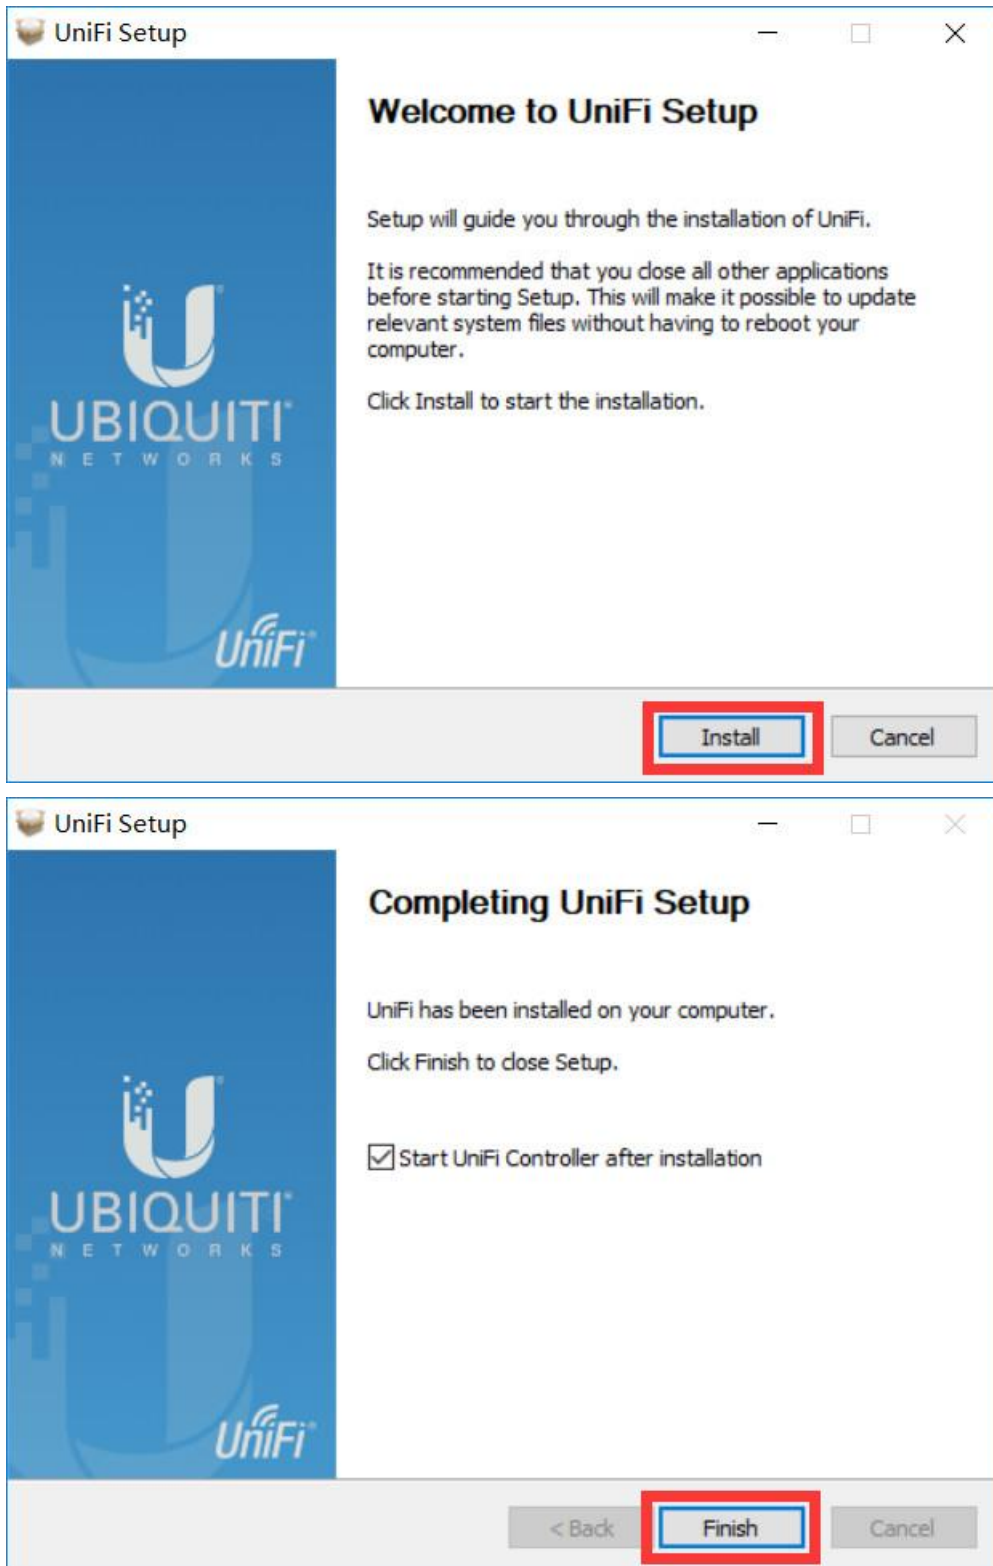 UniFi Setup
Welcome to UniFi Setup
Setup will guide you through the installation of UniFi.
It is recommended that you close all other applications
before starting Setup. This will make it possible to update
relevant system files without having to reboot your
computer.
Click Install to start the installation.
UBIQUITI
NETWORKS
UniFi
Install
Cancel
UniFi Setup
Completing UniFi Setup
UniFi has been installed on your computer.
Click Finish to close Setup.
Start UniFi Controller after installation
UBIQUITI
NETWORKS
UniFi
< Back
Finish
Cancel